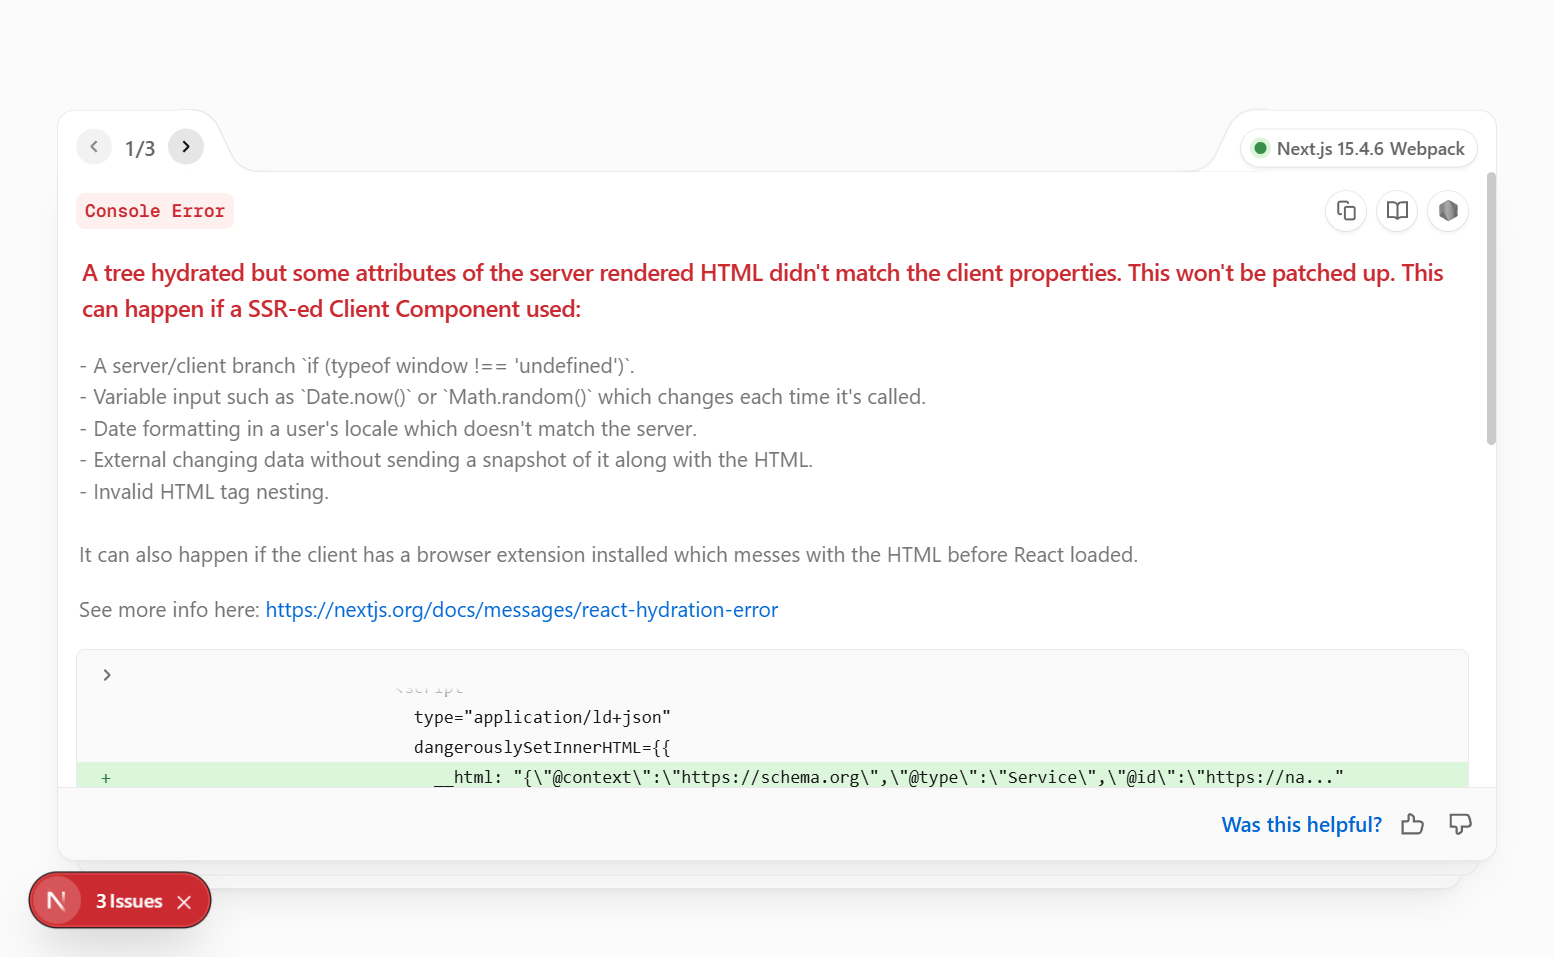 1/3
Next.js 15.4.6 Webpack
Console Error
A tree hydrated but some attributes of the server rendered HTML didn't match the client properties. This won't be patched up. This
can happen if a SSR-ed Client Component used:
- A server/client branch `if (typeof window !== 'undefined')`.
- Variable input such as `Date.now()` or `Math.random()` which changes each time it's called.
- Date formatting in a user's locale which doesn't match the server.
- External changing data without sending a snapshot of it along with the HTML.
- Invalid HTML tag nesting.
It can also happen if the client has a browser extension installed which messes with the HTML before React loaded.
See more info here: https://nextjs.org/docs/messages/react-hydration-error
<script
type="application/ld+json"
dangerouslySetInnerHTML={{
+ __html: "{\"@context\":\"https://schema.org\",\"@type\":\"Service\",\"@id\":\"https://na..."
Was this helpful?
N 3 Issues